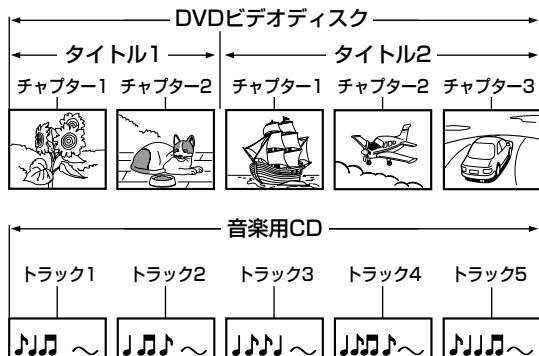 DVDビデオディスク
タイトル1 タイトル2
チャプター1 チャプター2 チャプター1 チャプター2 チャプター3
音楽用CD
トラック1 トラック2 トラック3 トラック4 トラック5